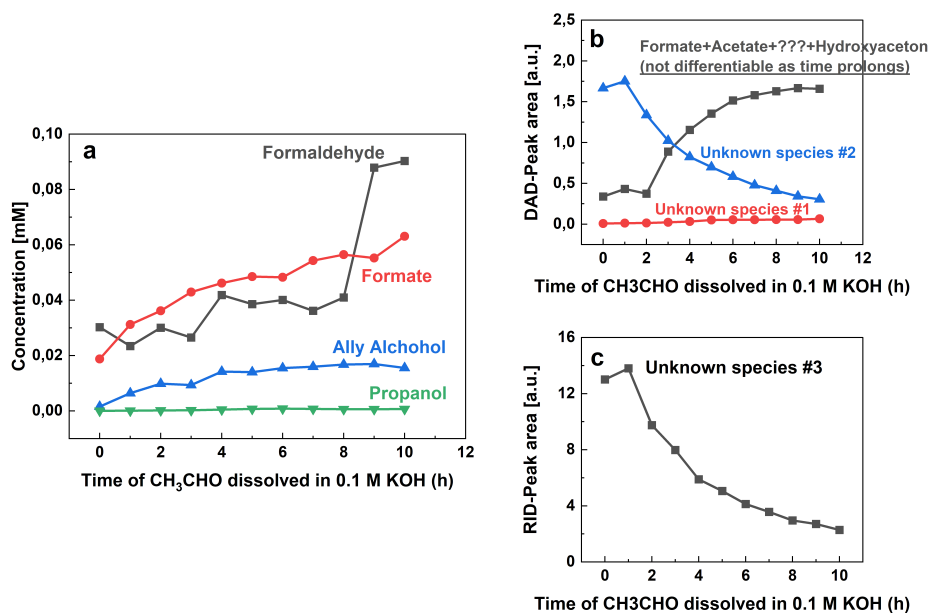 a
Concentration [mM]
0,10
0,08
0,06
0,04
0,02
0,00
Formaldehyde
Formate
Ally Alchohol
Propanol
0 2 4 6 8 10 12
Time of CH₃CHO dissolved in 0.1 M KOH (h)
b
DAD-Peak area [a.u.]
2,5
2,0
1,5
1,0
0,5
0,0
Formate+Acetate+???+Hydroxyaceton
(not differentiable as time prolongs)
Unknown species #2
Unknown species #1
0 2 4 6 8 10 12
Time of CH3CHO dissolved in 0.1 M KOH (h)
c
RID-Peak area [a.u.]
16
12
8
4
0
Unknown species #3
0 2 4 6 8 10
Time of CH3CHO dissolved in 0.1 M KOH (h)